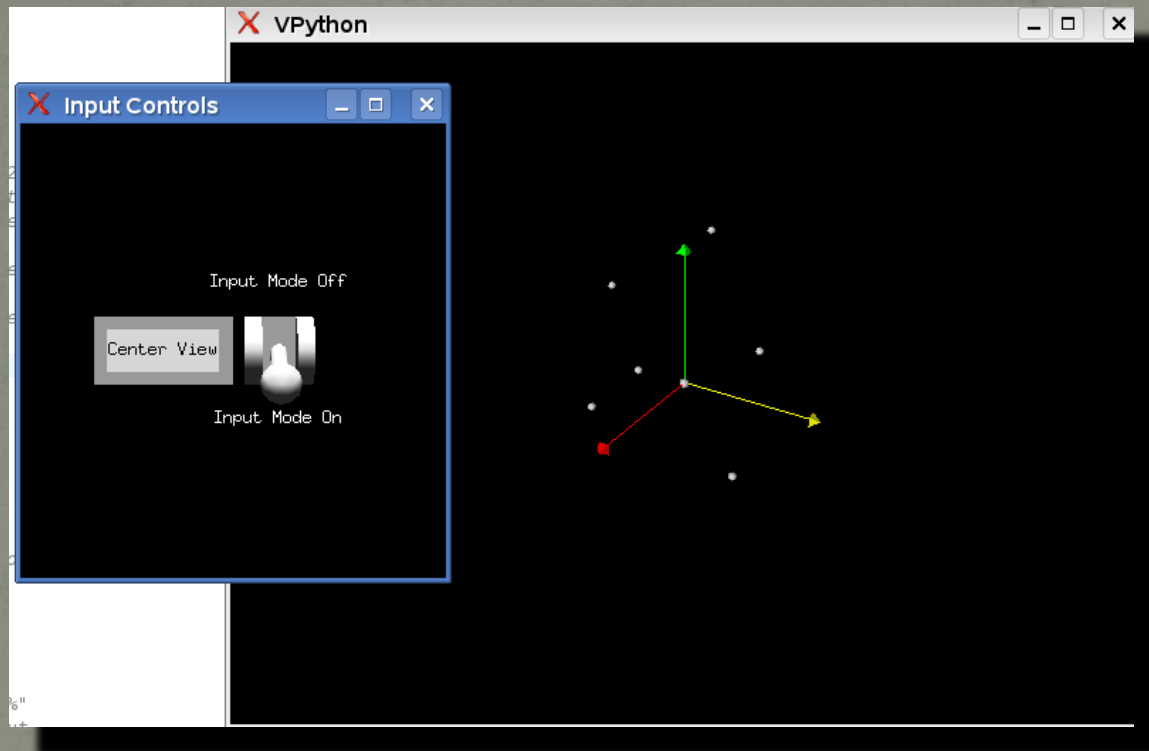 VPython
Input Controls
Input Mode Off
Center View
Input Mode On
%"